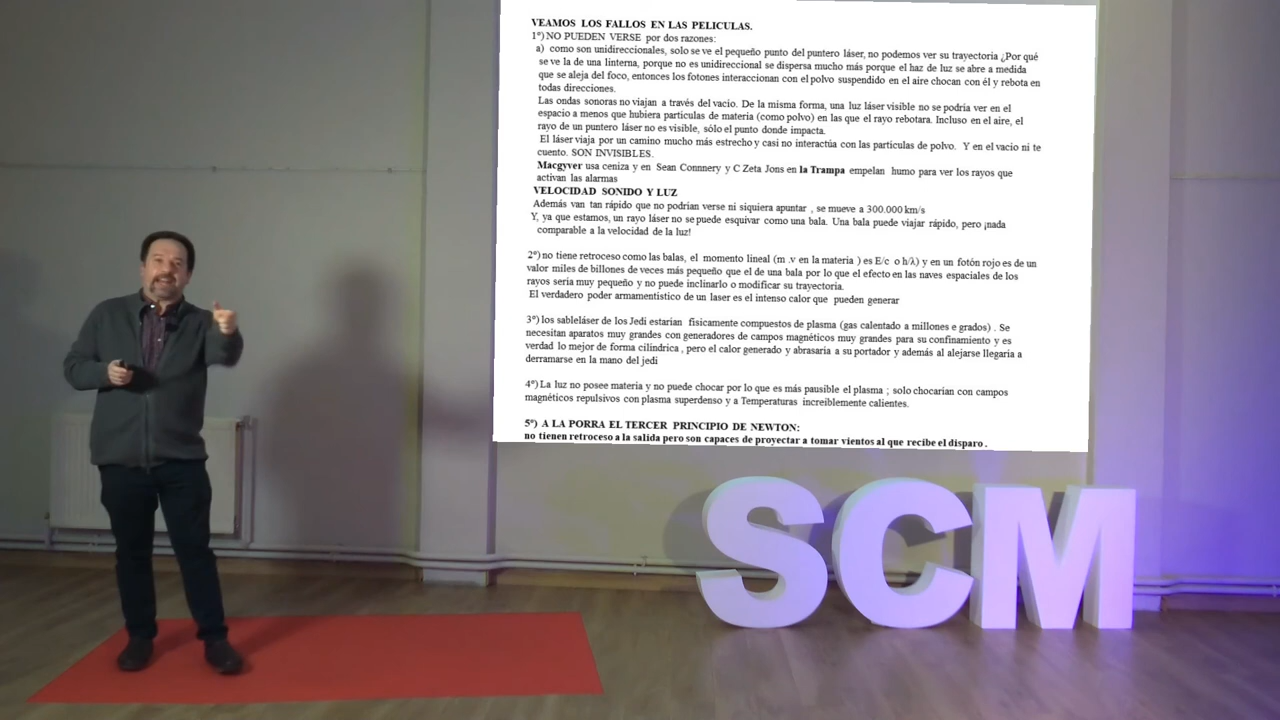 VEAMOS LOS FALLOS EN LAS PELICULAS.
1º) NO PUEDEN VERSE por dos razones:
a) como son unidireccionales, solo se ve el pequeño punto del puntero láser, no podemos ver su trayectoria ¿Por qué
se ve la de una linterna, porque no es unidireccional se dispersa mucho más porque el haz de luz se abre a medida
que se aleja del foco, entonces los fotones interaccionan con el polvo suspendido en el aire chocan con él y rebota en
todas direcciones.
Las ondas sonoras no viajan a través del vacio. De la misma forma, una luz láser visible no se podría ver en el
espacio a menos que hubiera particulas de materia (como polvo) en las que el rayo rebotara. Incluso en el aire, el
rayo de un puntero láser no es visible, sólo el punto donde impacta.
El láser viaja por un camino mucho más estrecho y casi no interactúa con las particulas de polvo. Y en el vacio ni te
cuento. SON INVISIBLES.
Macgyver usa ceniza y en Sean Connnery y C Zeta Jons en la Trampa empelan humo para ver los rayos que
activan las alarmas
VELOCIDAD SONIDO Y LUZ
Además van tan rápido que no podrian verse ni siquiera apuntar , se mueve a 300.000 km/s
Y, ya que estamos, un rayo láser no se puede esquivar como una bala. Una bala puede viajar rápido, pero ¡nada
comparable a la velocidad de la luz!
2º) no tiene retroceso como las balas, el momento lineal (m .v en la materia ) es E/c o h/λ) y en un fotón rojo es de un
valor miles de billones de veces más pequeño que el de una bala por lo que el efecto en las naves espaciales de los
rayos seria muy pequeño y no puede inclinarlo o modificar su trayectoria.
El verdadero poder armamentistico de un laser es el intenso calor que pueden generar
3º) los sableláser de los Jedi estarian fisicamente compuestos de plasma (gas calentado a millones e grados) . Se
necesitan aparatos muy grandes con generadores de campos magnéticos muy grandes para su confinamiento y es
verdad lo mejor de forma cilíndrica , pero el calor generado y abrasaria a su portador y además al alejarse llegaria a
derramarse en la mano del jedi
4º) La luz no posee materia y no puede chocar por lo que es más pausible el plasma ; solo chocarían con campos
magnéticos repulsivos con plasma superdenso y a Temperaturas increiblemente calientes.
5º) A LA PORRA EL TERCER PRINCIPIO DE NEWTON:
no tienen retroceso a la salida pero son capaces de proyectar a tomar vientos al que recibe el disparo .
SCM